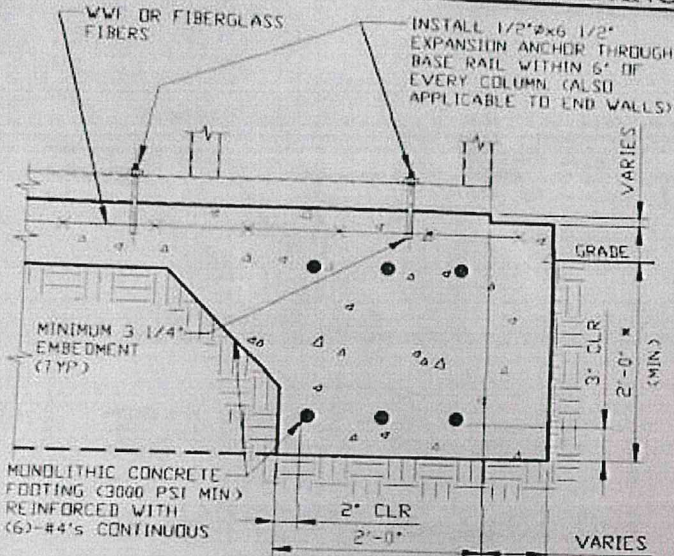 WWF OR FIBERGLASS
FIBERS
INSTALL 1/2"Øx6 1/2"
EXPANSION ANCHOR THROUGH
BASE RAIL WITHIN 6" OF
EVERY COLUMN (ALSO
APPLICABLE TO END WALLS)
VARIES
GRADE
MINIMUM 3 1/4"
EMBEDMENT
(TYP)
3" CLR
2'-0" *
(MIN)
MONOLITHIC CONCRETE
FOOTING (3000 PSI MIN)
REINFORCED WITH
(6)-#4's CONTINUOUS
2" CLR
2'-0"
VARIES